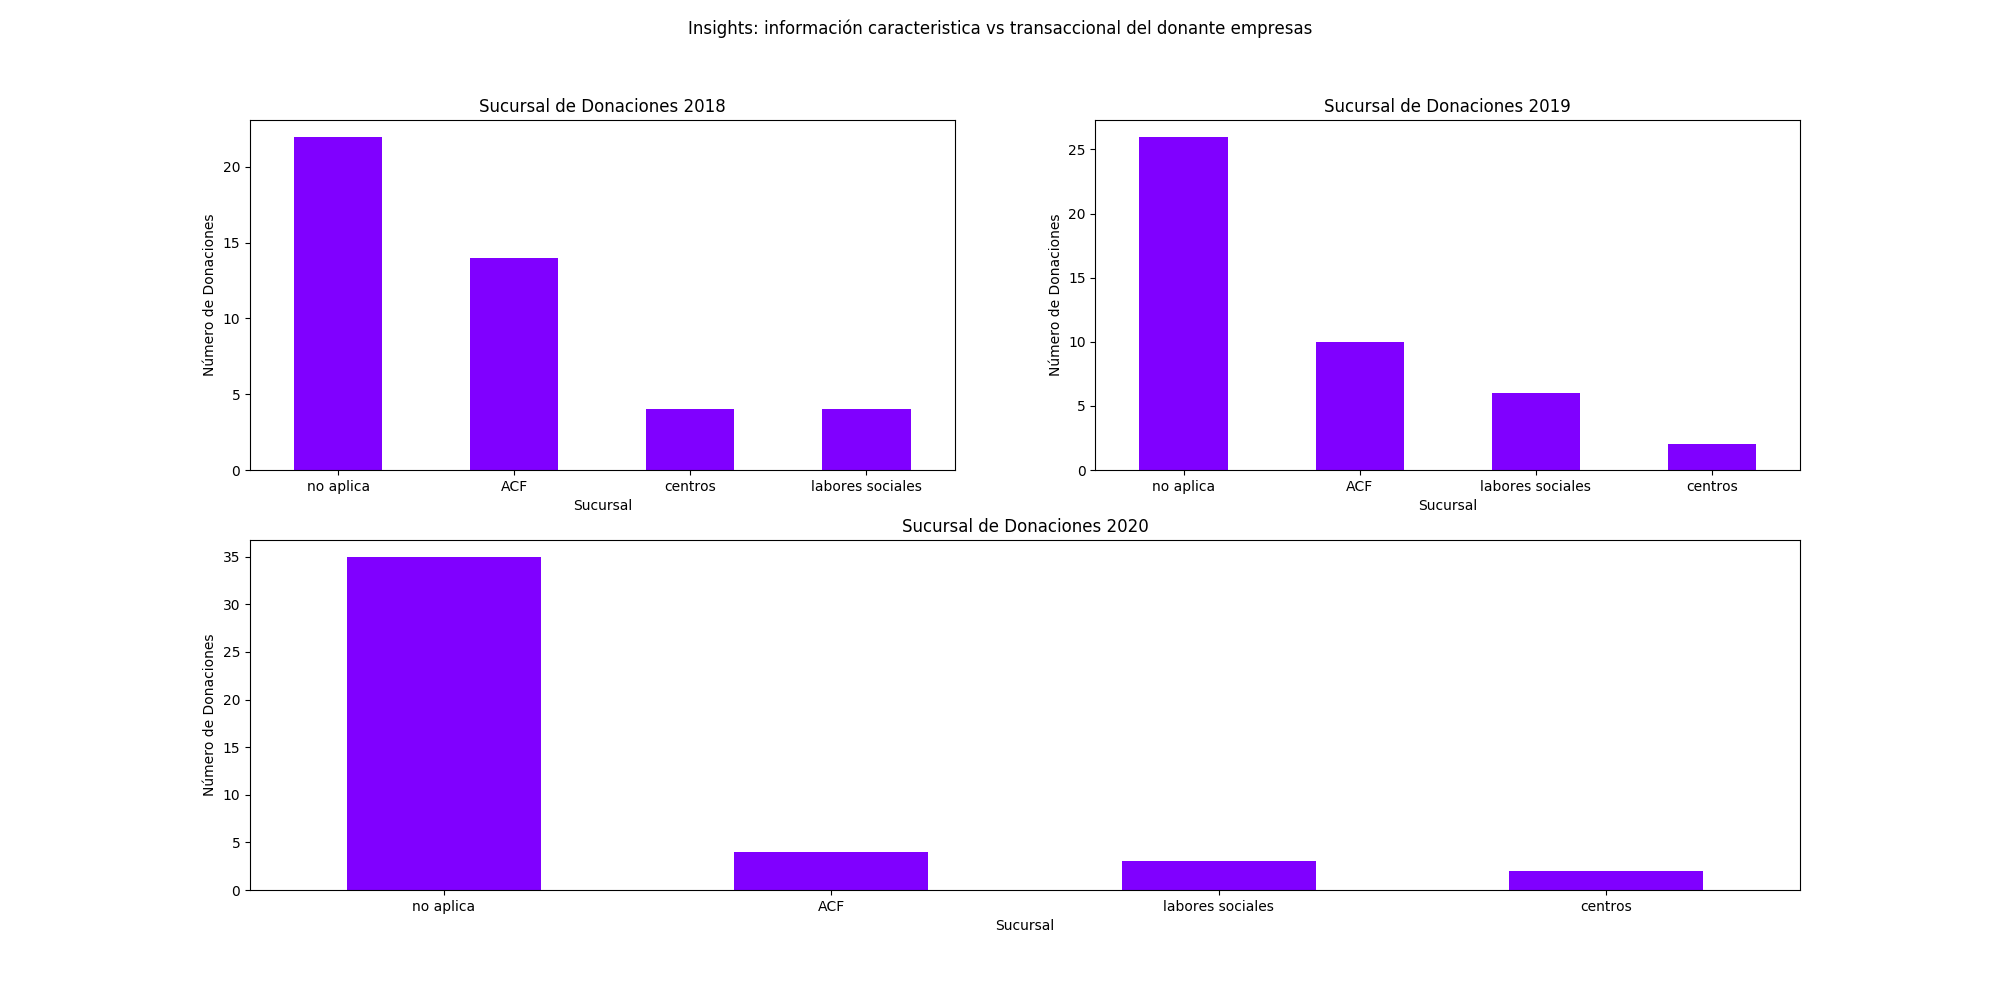 Insights: información caracteristica vs transaccional del donante empresas
Sucursal de Donaciones 2018
Número de Donaciones
20
15
10
5
0
no aplica ACF centros labores sociales
Sucursal
Sucursal de Donaciones 2019
Número de Donaciones
25
20
15
10
5
0
no aplica ACF labores sociales centros
Sucursal
Sucursal de Donaciones 2020
Número de Donaciones
35
30
25
20
15
10
5
0
no aplica ACF labores sociales centros
Sucursal